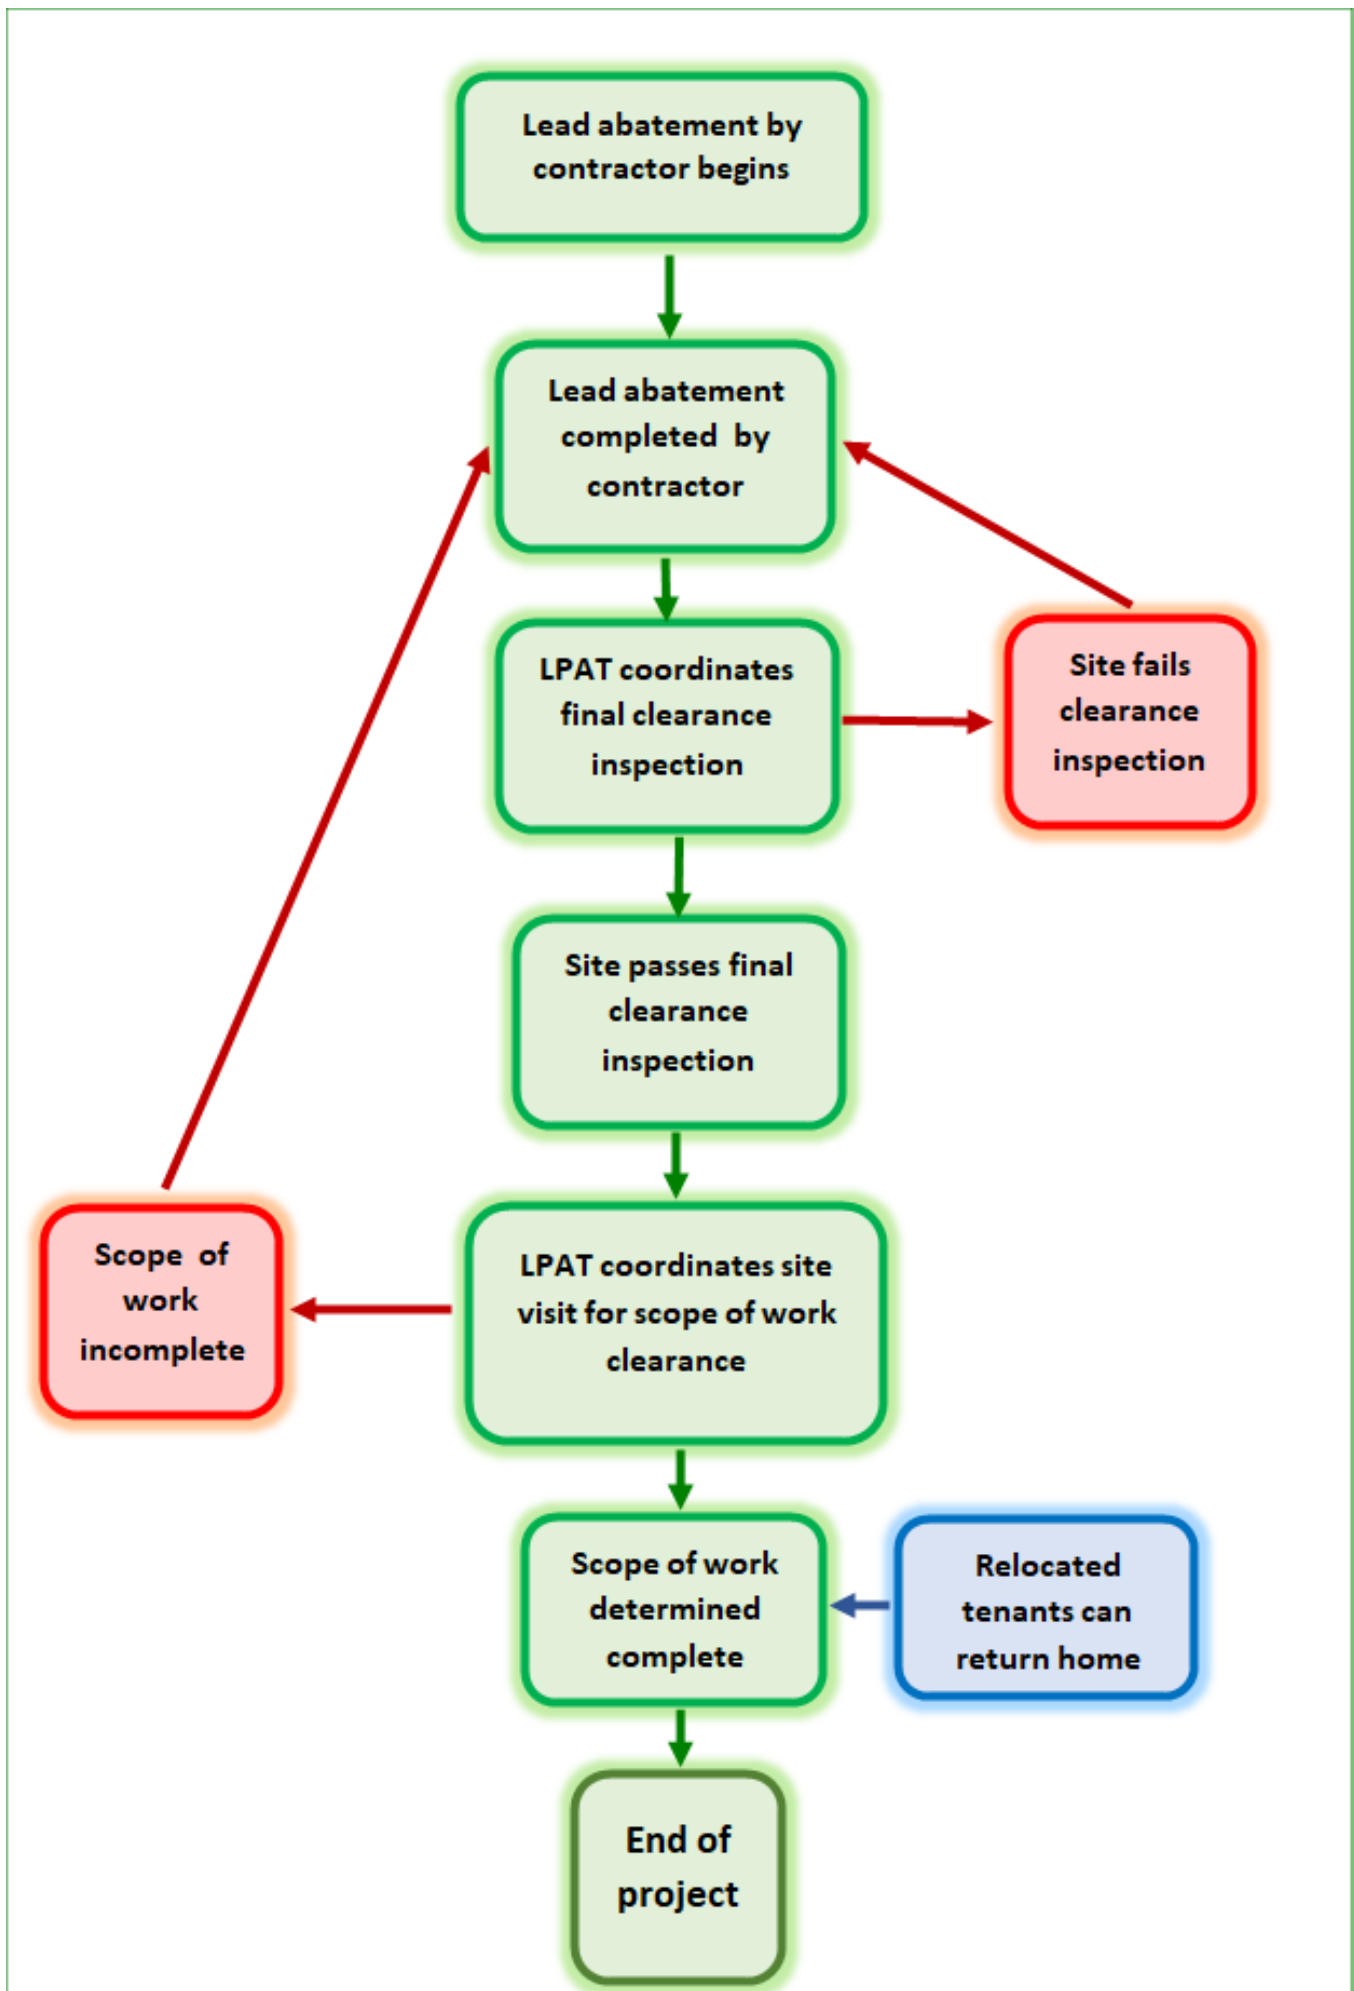 Lead abatement by
contractor begins
Lead abatement
completed by
contractor
LPAT coordinates
final clearance
inspection
Site fails
clearance
inspection
Site passes final
clearance
inspection
Scope of
work
incomplete
LPAT coordinates site
visit for scope of work
clearance
Scope of work
determined
complete
Relocated
tenants can
return home
End of
project